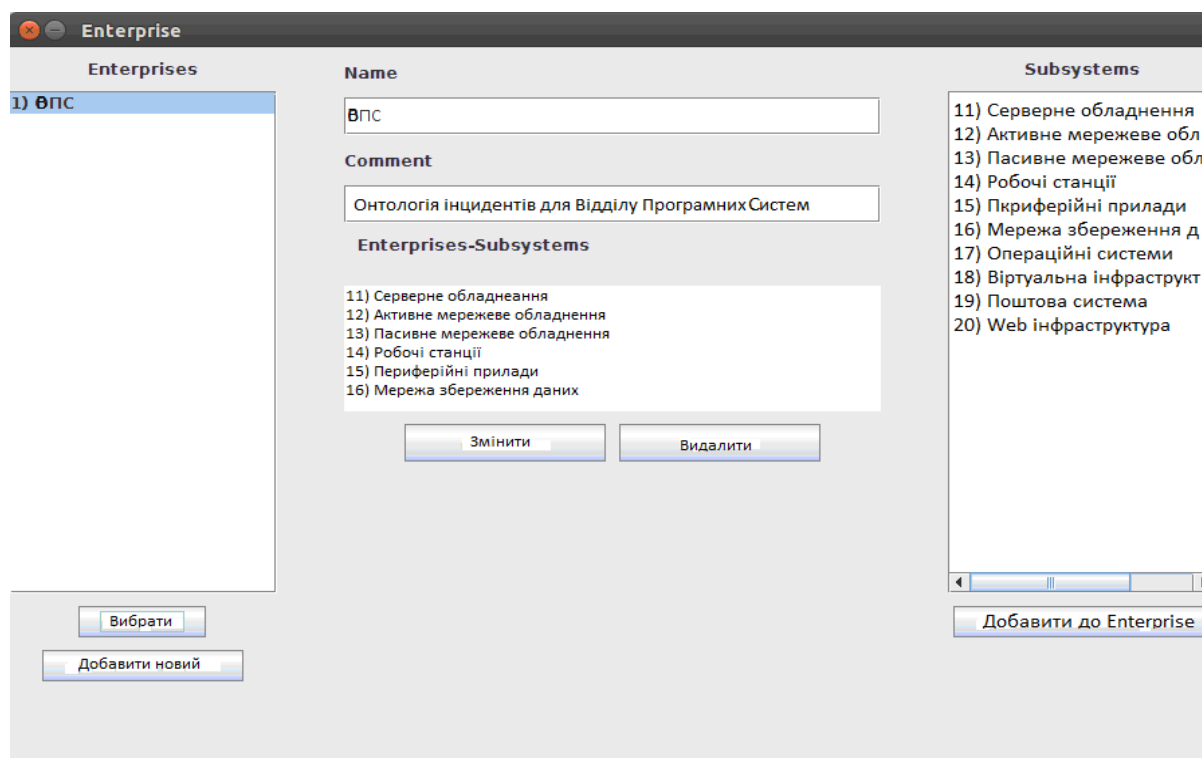 Enterprise
Enterprises
1) ВПС
Name
ВПС
Comment
Онтологія інцидентів для Відділу Програмних Систем
Enterprises-Subsystems
11) Серверне обладнеання
12) Активне мережеве обладнення
13) Пасивне мережеве обладнення
14) Робочі станції
15) Периферійні прилади
16) Мережа збереження даних
Змінити
Видалити
Вибрати
Добавити новий
Subsystems
11) Серверне обладнення
12) Активне мережеве обл
13) Пасивне мережеве обл
14) Робочі станції
15) Пкриферійні прилади
16) Мережа збереження д
17) Операційні системи
18) Віртуальна інфраструкт
19) Поштова система
20) Web інфраструктура
Добавити до Enterprise